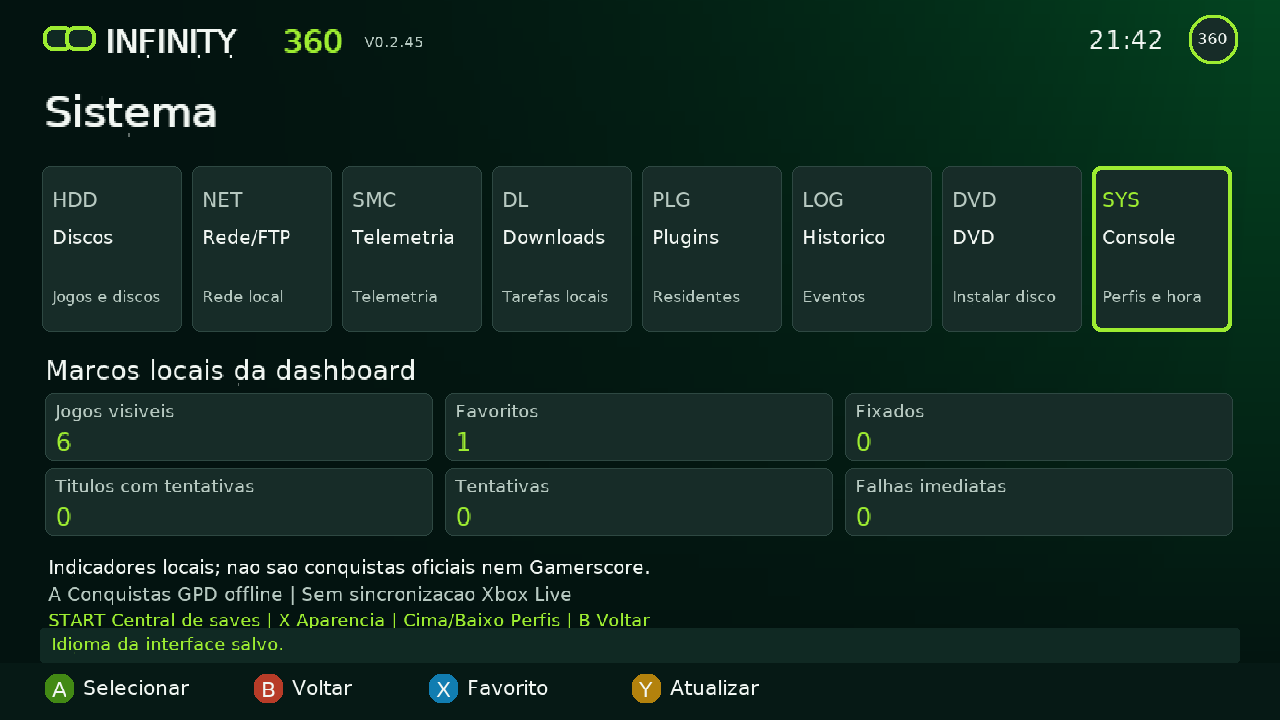 INFINITY 360 V0.2.45 21:42 360
Sistema
HDD NET SMC DL PLG LOG DVD SYS
Discos Rede/FTP Telemetria Downloads Plugins Historico DVD Console
Jogos e discos Rede local Telemetria Tarefas locais Residentes Eventos Instalar disco Perfis e hora
Marcos locais da dashboard
Jogos visiveis Favoritos Fixados
6 1 0
Titulos com tentativas Tentativas Falhas imediatas
0 0 0
Indicadores locais; nao sao conquistas oficiais nem Gamerscore.
A Conquistas GPD offline | Sem sincronizacao Xbox Live
START Central de saves | X Aparencia | Cima/Baixo Perfis | B Voltar
Idioma da interface salvo.
A Selecionar B Voltar X Favorito Y Atualizar